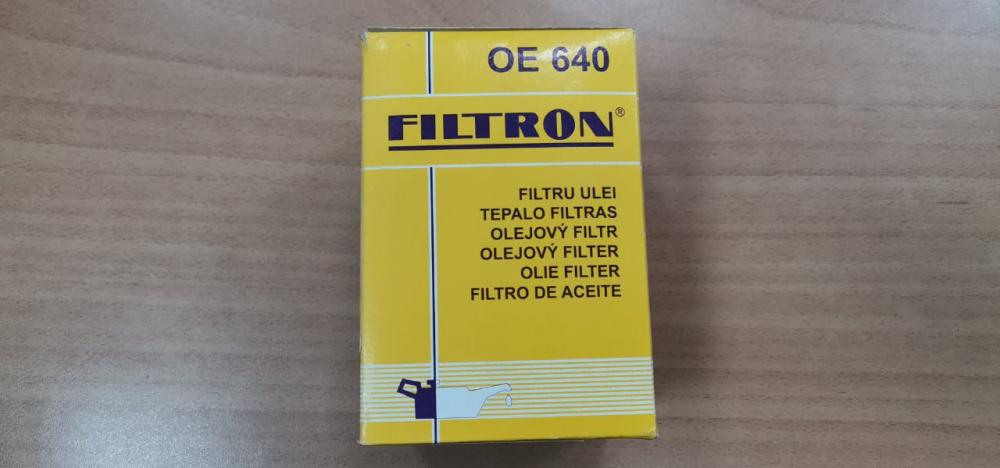 OE 640
FILTRON®
FILTRU ULEI
TEPALO FILTRAS
OLEJOVÝ FILTR
OLEJOVÝ FILTER
OLIE FILTER
FILTRO DE ACEITE